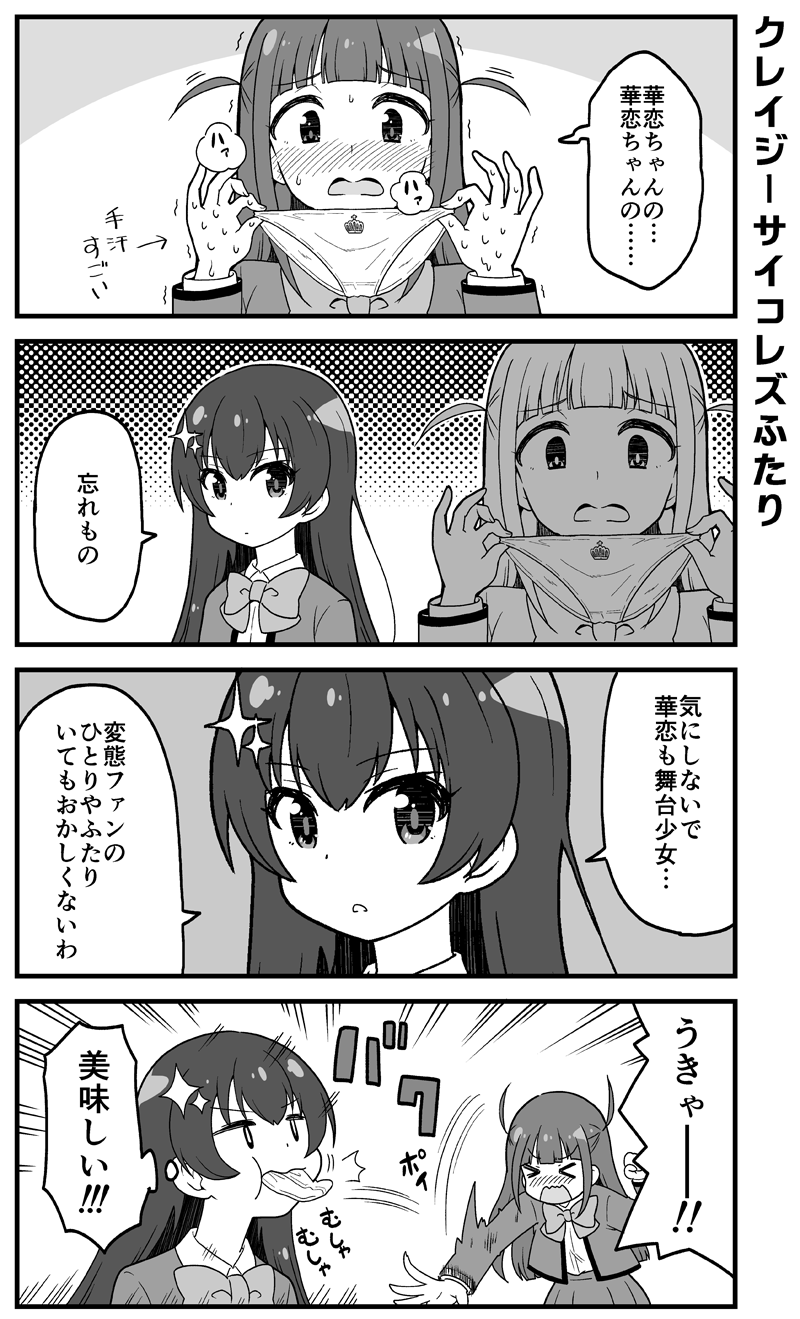 クレイジーサイコレズふたり
華恋ちゃんの…
華恋ちゃんの……
手汗
すごい
忘れもの
気にしないで
華恋も舞台少女…
変態ファンの
ひとりやふたり
いてもおかしくないわ
うきゃーー!!
ポイ
バク
むしゃ
むしゃ
美味しい!!!